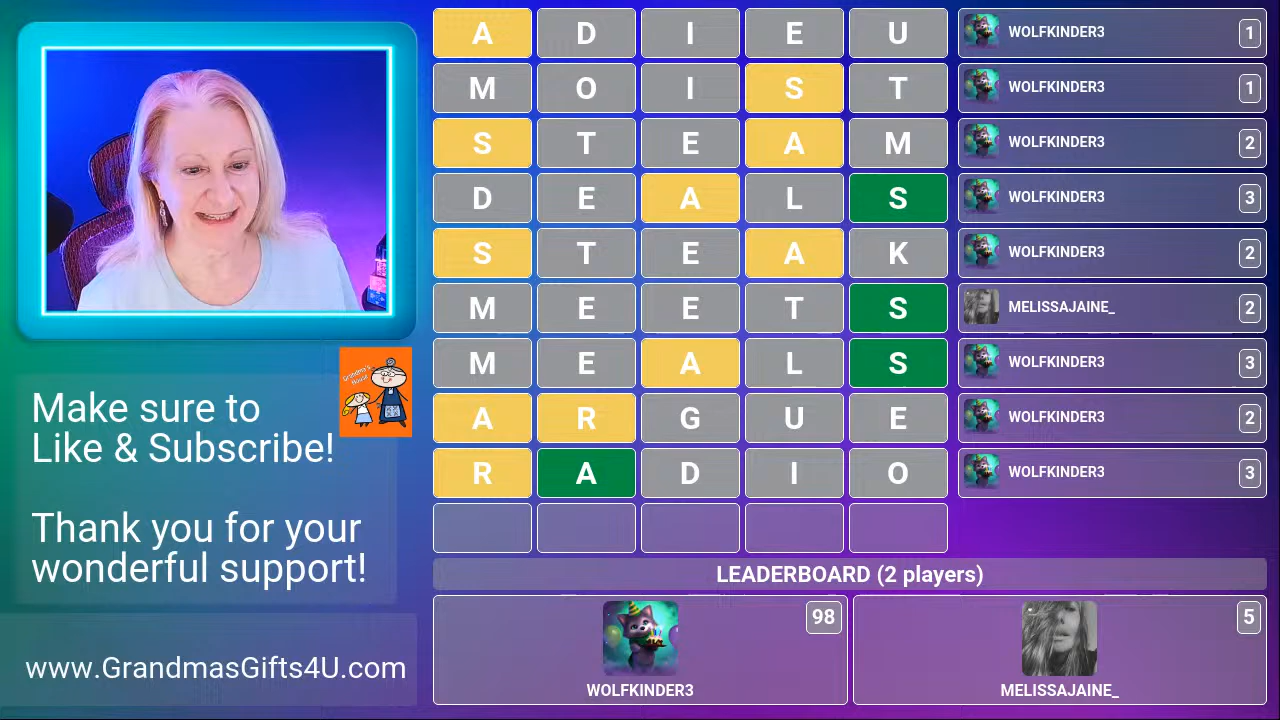 A D I E U WOLFKINDER3 1
M O I S T WOLFKINDER3 1
S T E A M WOLFKINDER3 2
D E A L S WOLFKINDER3 3
S T E A K WOLFKINDER3 2
M E E T S MELISSAJAINE_ 2
M E A L S WOLFKINDER3 3
A R G U E WOLFKINDER3 2
R A D I O WOLFKINDER3 3
Grandma's
House
Make sure to
Like & Subscribe!
Thank you for your
wonderful support!
www.GrandmasGifts4U.com
LEADERBOARD (2 players)
98
WOLFKINDER3
5
MELISSAJAINE_